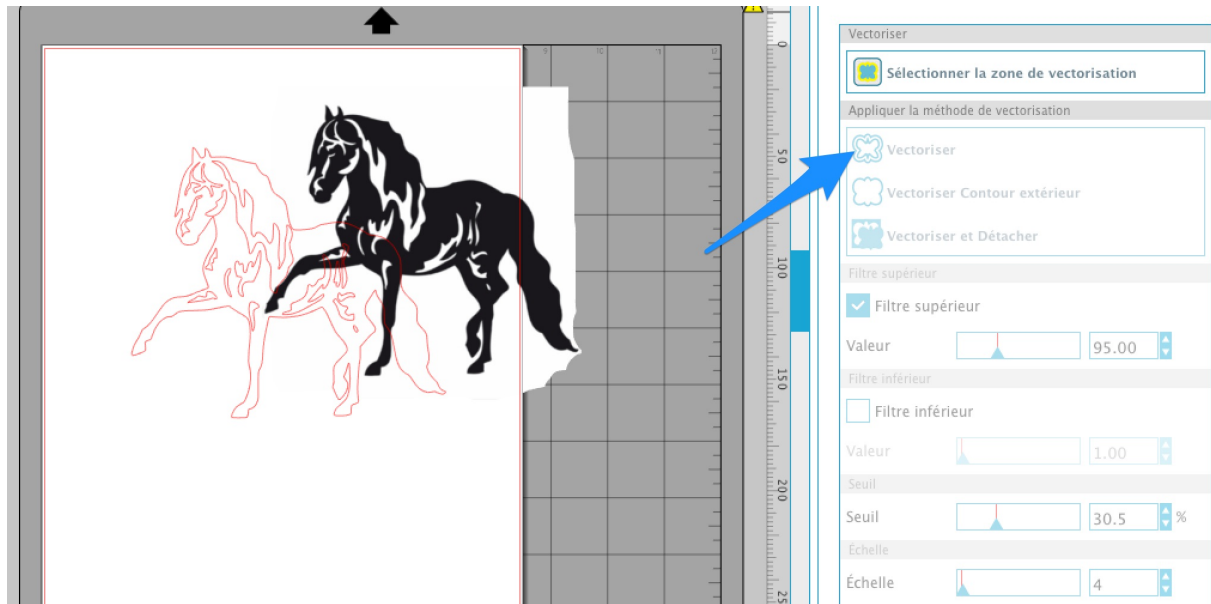 Vectoriser
Sélectionner la zone de vectorisation
Appliquer la méthode de vectorisation
Vectoriser
Vectoriser Contour extérieur
Vectoriser et Détacher
Filtre supérieur
Filtre supérieur
Valeur 95.00
Filtre inférieur
Filtre inférieur
Valeur 1.00
Seuil
Seuil 30.5 %
Échelle
Échelle 4
0
50
100
150
200
25